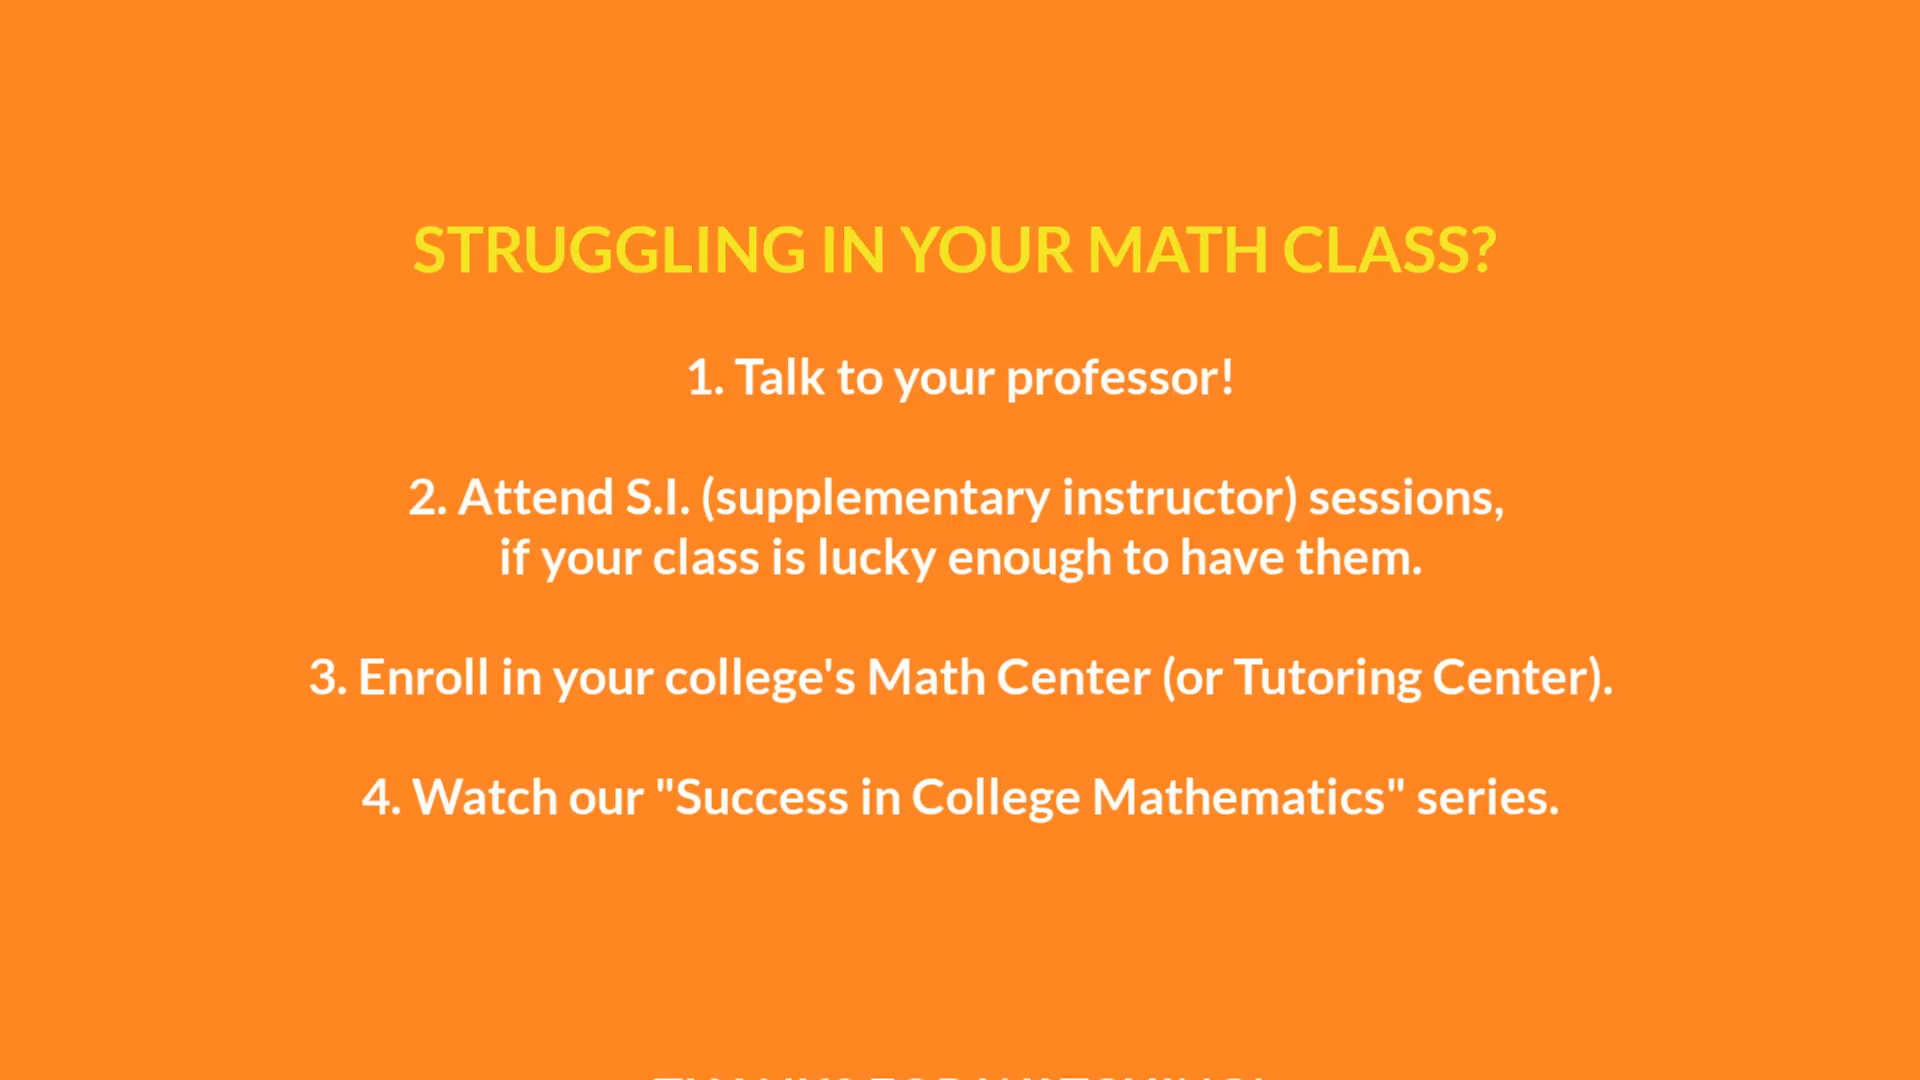 STRUGGLING IN YOUR MATH CLASS?
1. Talk to your professor!
2. Attend S.I. (supplementary instructor) sessions,
if your class is lucky enough to have them.
3. Enroll in your college's Math Center (or Tutoring Center).
4. Watch our "Success in College Mathematics" series.